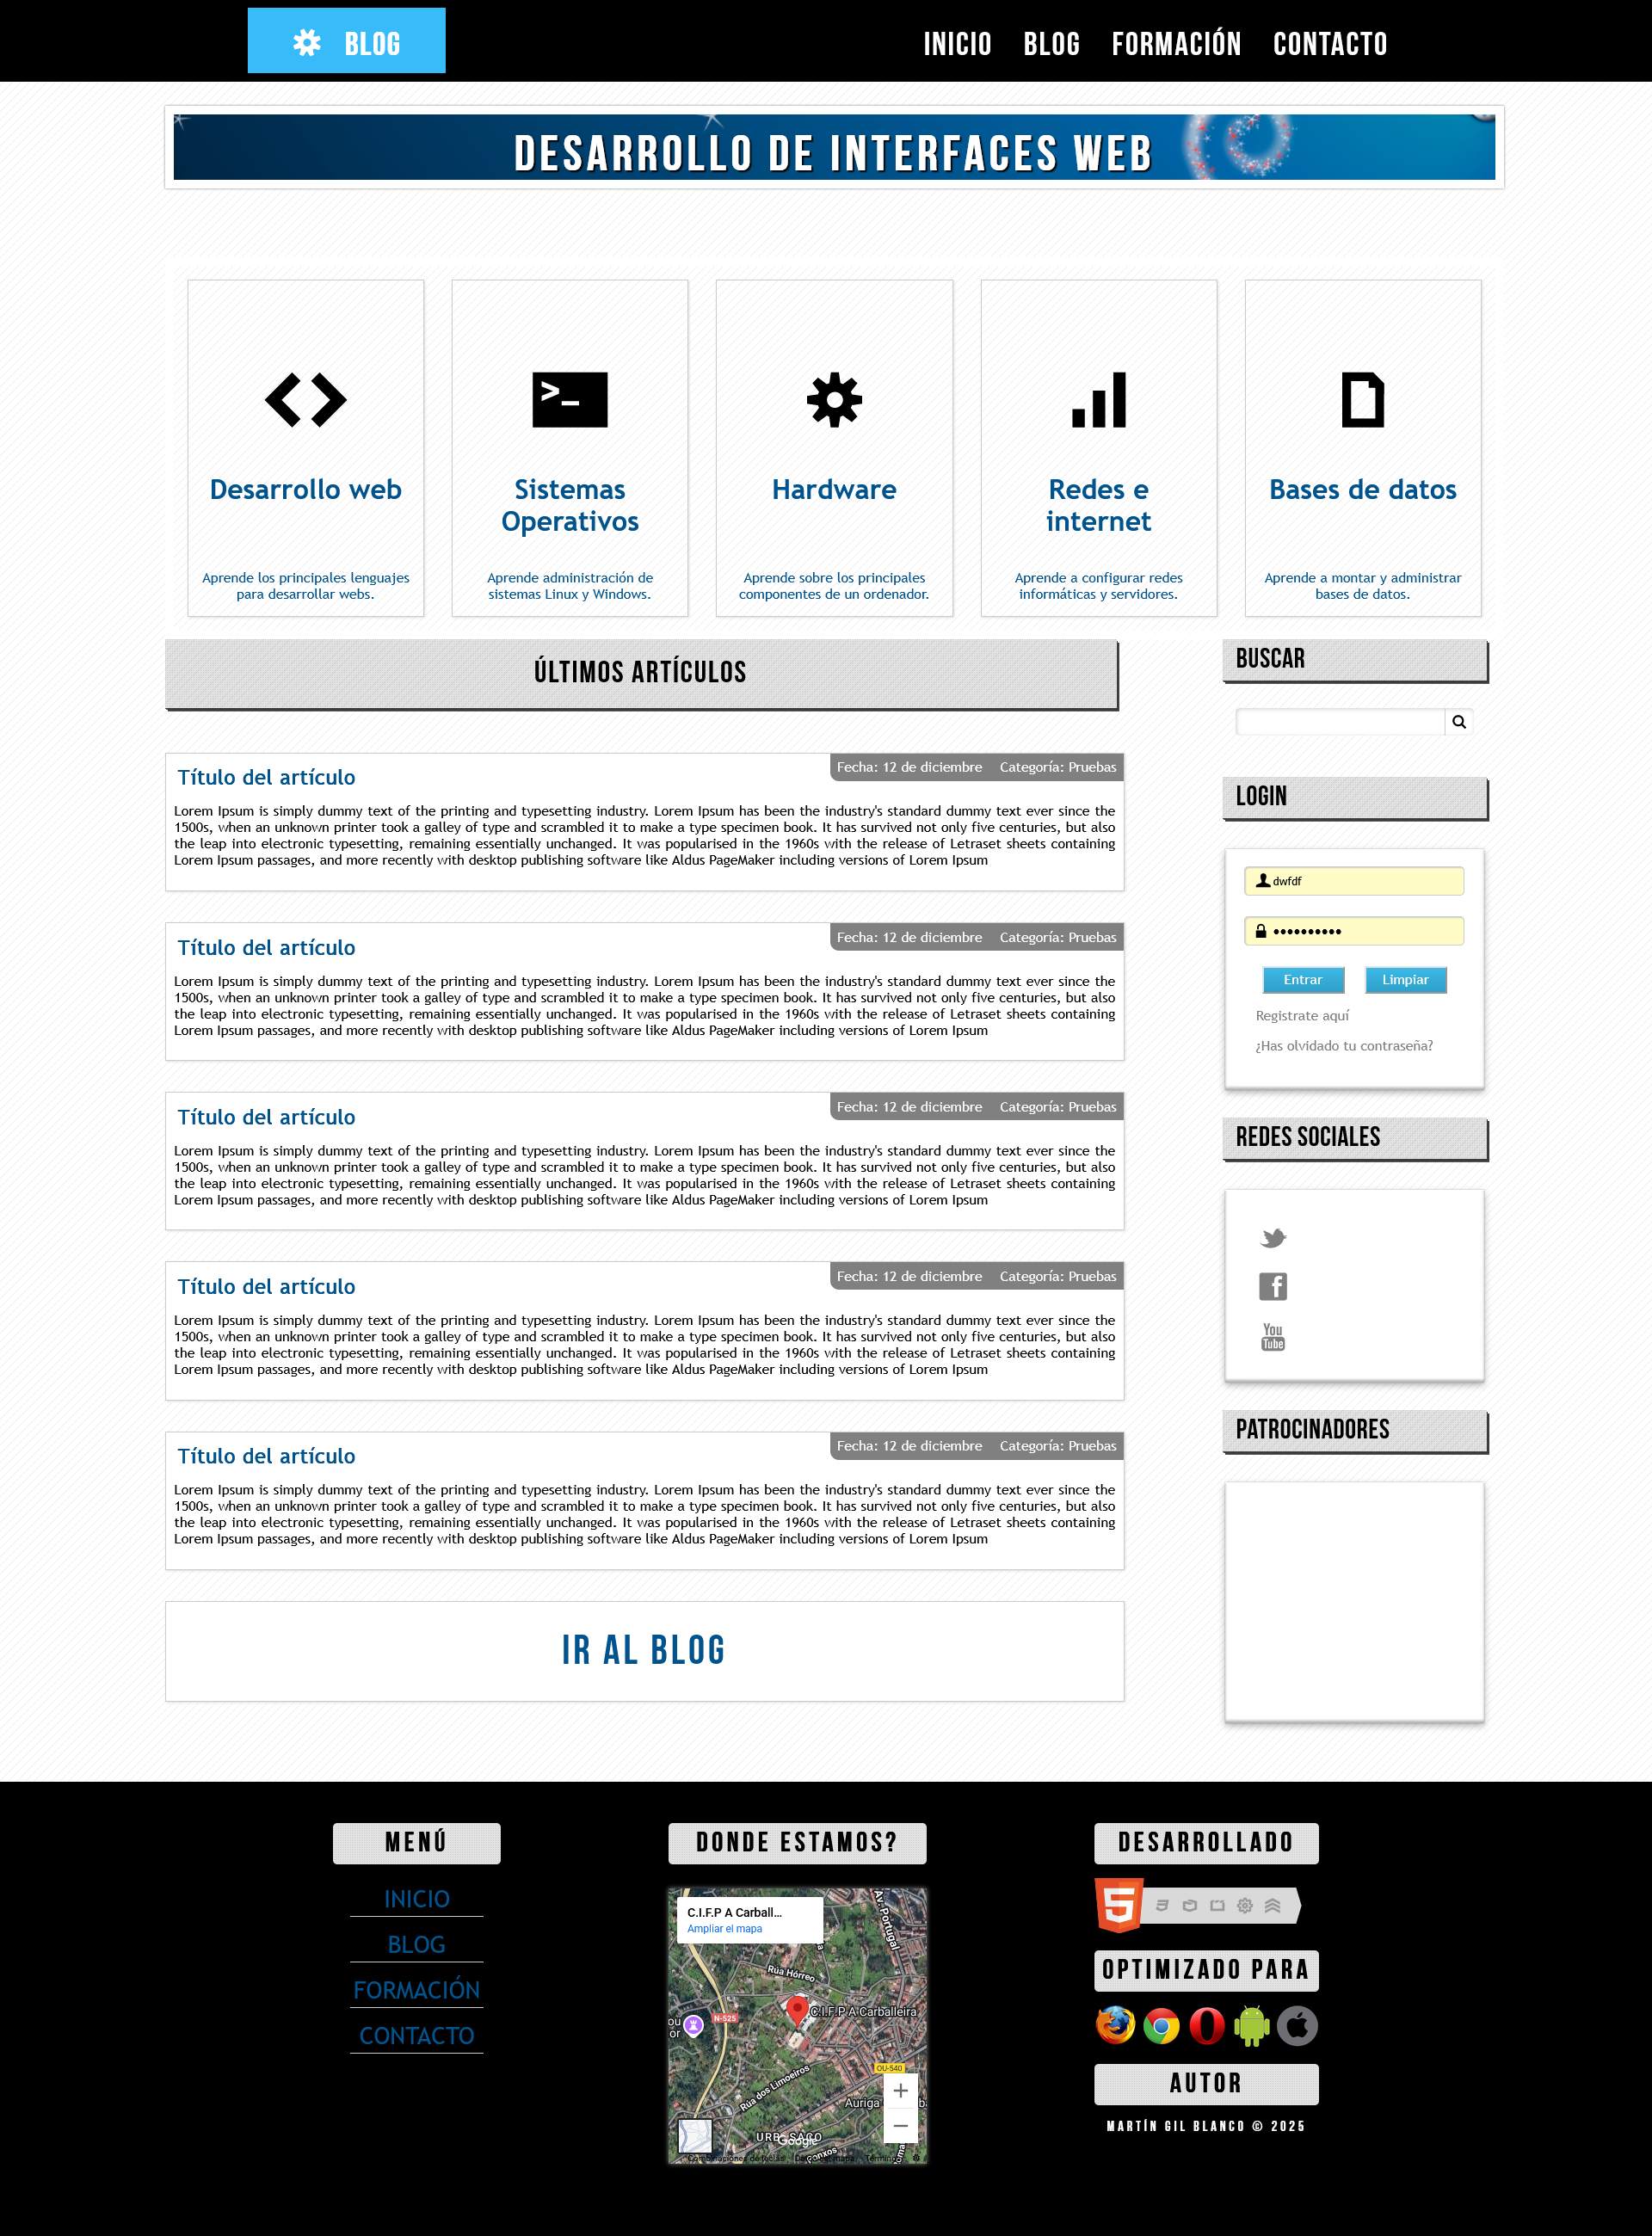 BLOG
INICIO BLOG FORMACIÓN CONTACTO
DESARROLLO DE INTERFACES WEB
Desarrollo web
Aprende los principales lenguajes
para desarrollar webs.
Sistemas
Operativos
Aprende administración de
sistemas Linux y Windows.
Hardware
Aprende sobre los principales
componentes de un ordenador.
Redes e
internet
Aprende a configurar redes
informáticas y servidores.
Bases de datos
Aprende a montar y administrar
bases de datos.
ÚLTIMOS ARTÍCULOS
Título del artículo
Fecha: 12 de diciembre Categoría: Pruebas
Lorem Ipsum is simply dummy text of the printing and typesetting industry. Lorem Ipsum has been the industry's standard dummy text ever since the
1500s, when an unknown printer took a galley of type and scrambled it to make a type specimen book. It has survived not only five centuries, but also
the leap into electronic typesetting, remaining essentially unchanged. It was popularised in the 1960s with the release of Letraset sheets containing
Lorem Ipsum passages, and more recently with desktop publishing software like Aldus PageMaker including versions of Lorem Ipsum
Título del artículo
Fecha: 12 de diciembre Categoría: Pruebas
Lorem Ipsum is simply dummy text of the printing and typesetting industry. Lorem Ipsum has been the industry's standard dummy text ever since the
1500s, when an unknown printer took a galley of type and scrambled it to make a type specimen book. It has survived not only five centuries, but also
the leap into electronic typesetting, remaining essentially unchanged. It was popularised in the 1960s with the release of Letraset sheets containing
Lorem Ipsum passages, and more recently with desktop publishing software like Aldus PageMaker including versions of Lorem Ipsum
Título del artículo
Fecha: 12 de diciembre Categoría: Pruebas
Lorem Ipsum is simply dummy text of the printing and typesetting industry. Lorem Ipsum has been the industry's standard dummy text ever since the
1500s, when an unknown printer took a galley of type and scrambled it to make a type specimen book. It has survived not only five centuries, but also
the leap into electronic typesetting, remaining essentially unchanged. It was popularised in the 1960s with the release of Letraset sheets containing
Lorem Ipsum passages, and more recently with desktop publishing software like Aldus PageMaker including versions of Lorem Ipsum
Título del artículo
Fecha: 12 de diciembre Categoría: Pruebas
Lorem Ipsum is simply dummy text of the printing and typesetting industry. Lorem Ipsum has been the industry's standard dummy text ever since the
1500s, when an unknown printer took a galley of type and scrambled it to make a type specimen book. It has survived not only five centuries, but also
the leap into electronic typesetting, remaining essentially unchanged. It was popularised in the 1960s with the release of Letraset sheets containing
Lorem Ipsum passages, and more recently with desktop publishing software like Aldus PageMaker including versions of Lorem Ipsum
Título del artículo
Fecha: 12 de diciembre Categoría: Pruebas
Lorem Ipsum is simply dummy text of the printing and typesetting industry. Lorem Ipsum has been the industry's standard dummy text ever since the
1500s, when an unknown printer took a galley of type and scrambled it to make a type specimen book. It has survived not only five centuries, but also
the leap into electronic typesetting, remaining essentially unchanged. It was popularised in the 1960s with the release of Letraset sheets containing
Lorem Ipsum passages, and more recently with desktop publishing software like Aldus PageMaker including versions of Lorem Ipsum
IR AL BLOG
BUSCAR
LOGIN
dwfdf
••••••••••
Entrar Limpiar
Registrate aquí
¿Has olvidado tu contraseña?
REDES SOCIALES
You
Tube
PATROCINADORES
MENÚ
INICIO
BLOG
FORMACIÓN
CONTACTO
DONDE ESTAMOS?
C.I.F.P A Carball...
Ampliar el mapa
Av. Portugal
Rúa Hórreo
C.I.F.P A Carballeira
N-525
OU-540
Rúa dos Limoeiros
Auriga
URB. SACO
Google
DESARROLLADO
5
OPTIMIZADO PARA
AUTOR
MARTÍN GIL BLANCO © 2025